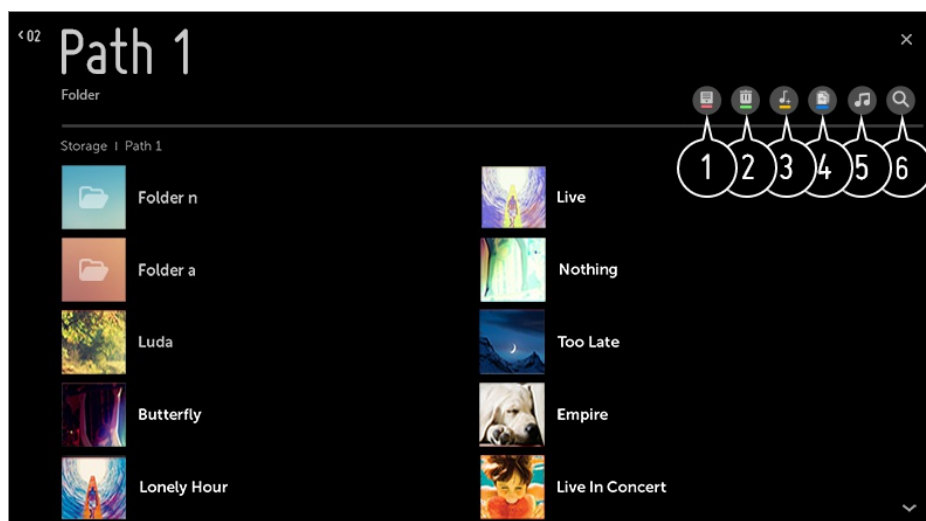 < 02
Path 1
Folder
1 2 3 4 5 6
Storage I Path 1
Folder n
Folder a
Luda
Butterfly
Lonely Hour
Live
Nothing
Too Late
Empire
Live In Concert